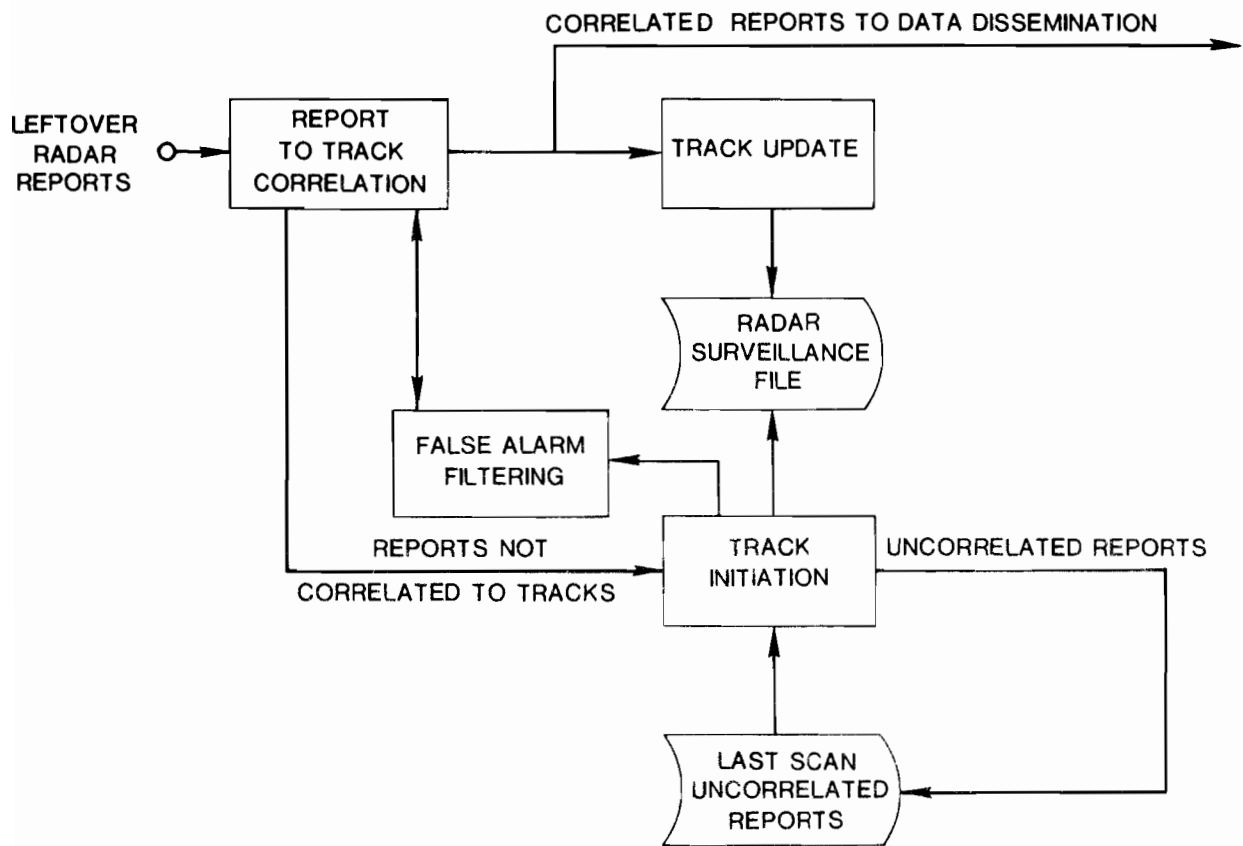 CORRELATED REPORTS TO DATA DISSEMINATION
LEFTOVER
RADAR
REPORTS
REPORT
TO TRACK
CORRELATION
TRACK UPDATE
RADAR
SURVEILLANCE
FILE
FALSE ALARM
FILTERING
REPORTS NOT
CORRELATED TO TRACKS
TRACK
INITIATION
UNCORRELATED REPORTS
LAST SCAN
UNCORRELATED
REPORTS